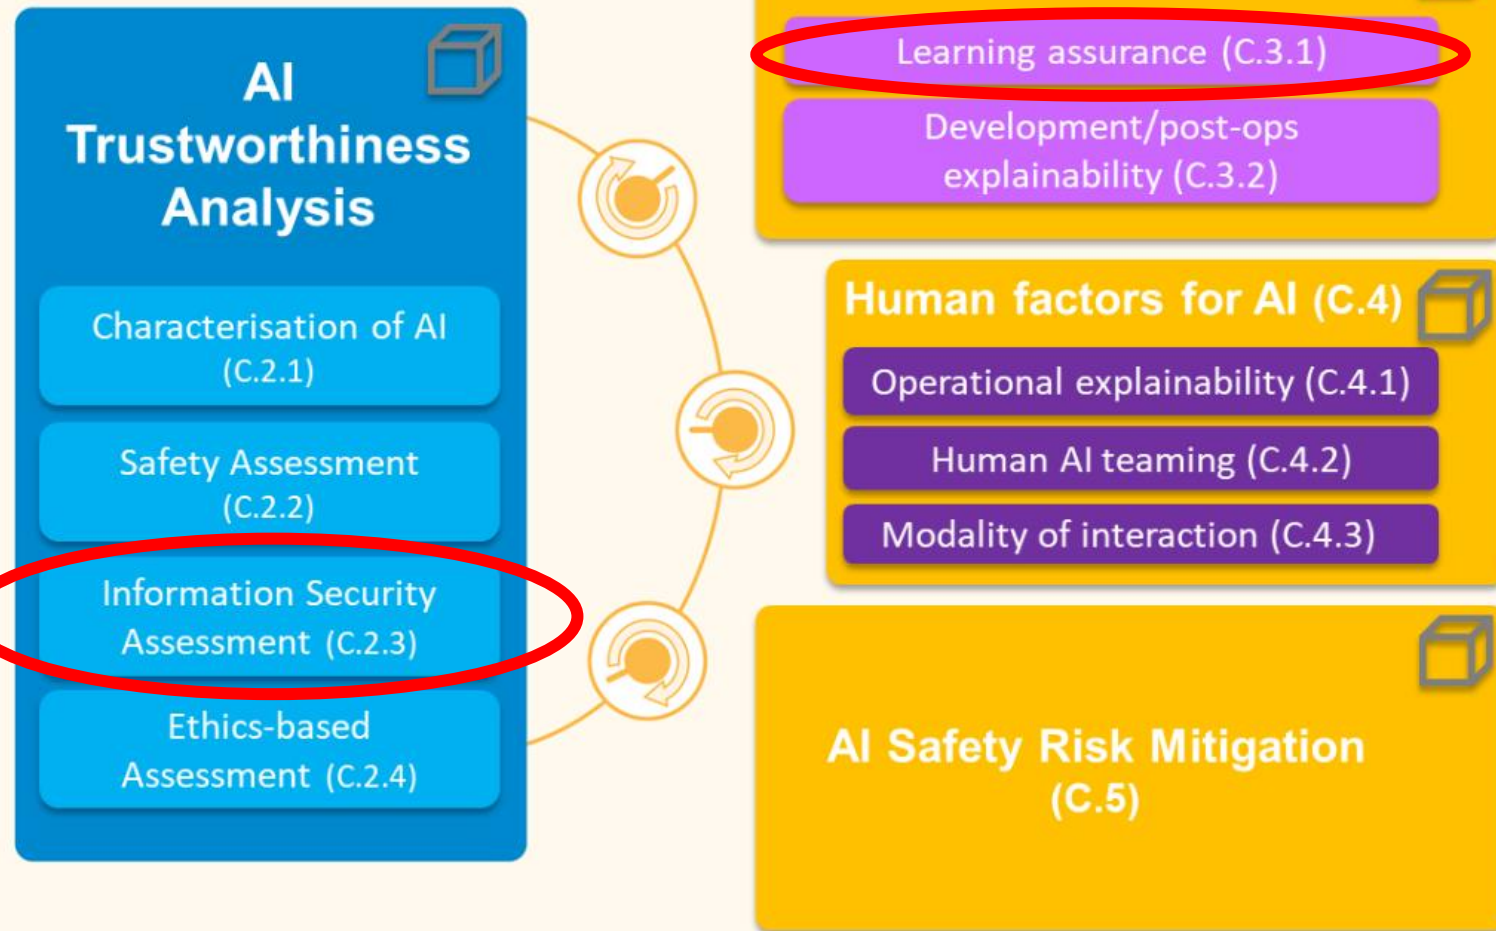 AI
Trustworthiness
Analysis
Characterisation of AI
(C.2.1)
Safety Assessment
(C.2.2)
Information Security
Assessment (C.2.3)
Ethics-based
Assessment (C.2.4)
Learning assurance (C.3.1)
Development/post-ops
explainability (C.3.2)
Human factors for AI (C.4)
Operational explainability (C.4.1)
Human AI teaming (C.4.2)
Modality of interaction (C.4.3)
AI Safety Risk Mitigation
(C.5)